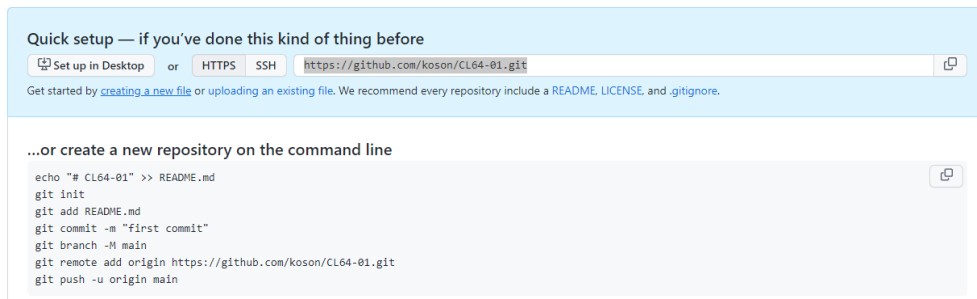 Quick setup — if you've done this kind of thing before
Set up in Desktop or HTTPS SSH https://github.com/koson/CL64-01.git
Get started by creating a new file or uploading an existing file. We recommend every repository include a README, LICENSE, and .gitignore.
...or create a new repository on the command line
echo "# CL64-01" >> README.md
git init
git add README.md
git commit -m "first commit"
git branch -M main
git remote add origin https://github.com/koson/CL64-01.git
git push -u origin main